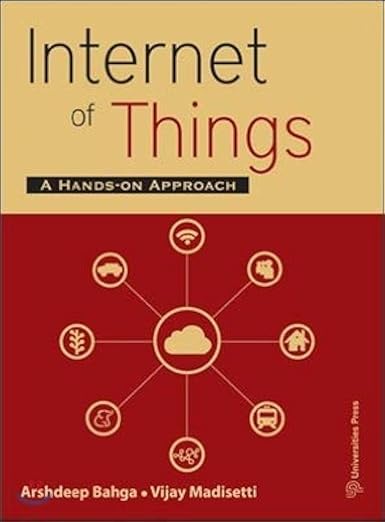 Internet
of Things
A HANDS-ON APPROACH
Arshdeep Bahga • Vijay Madisetti
Universities Press